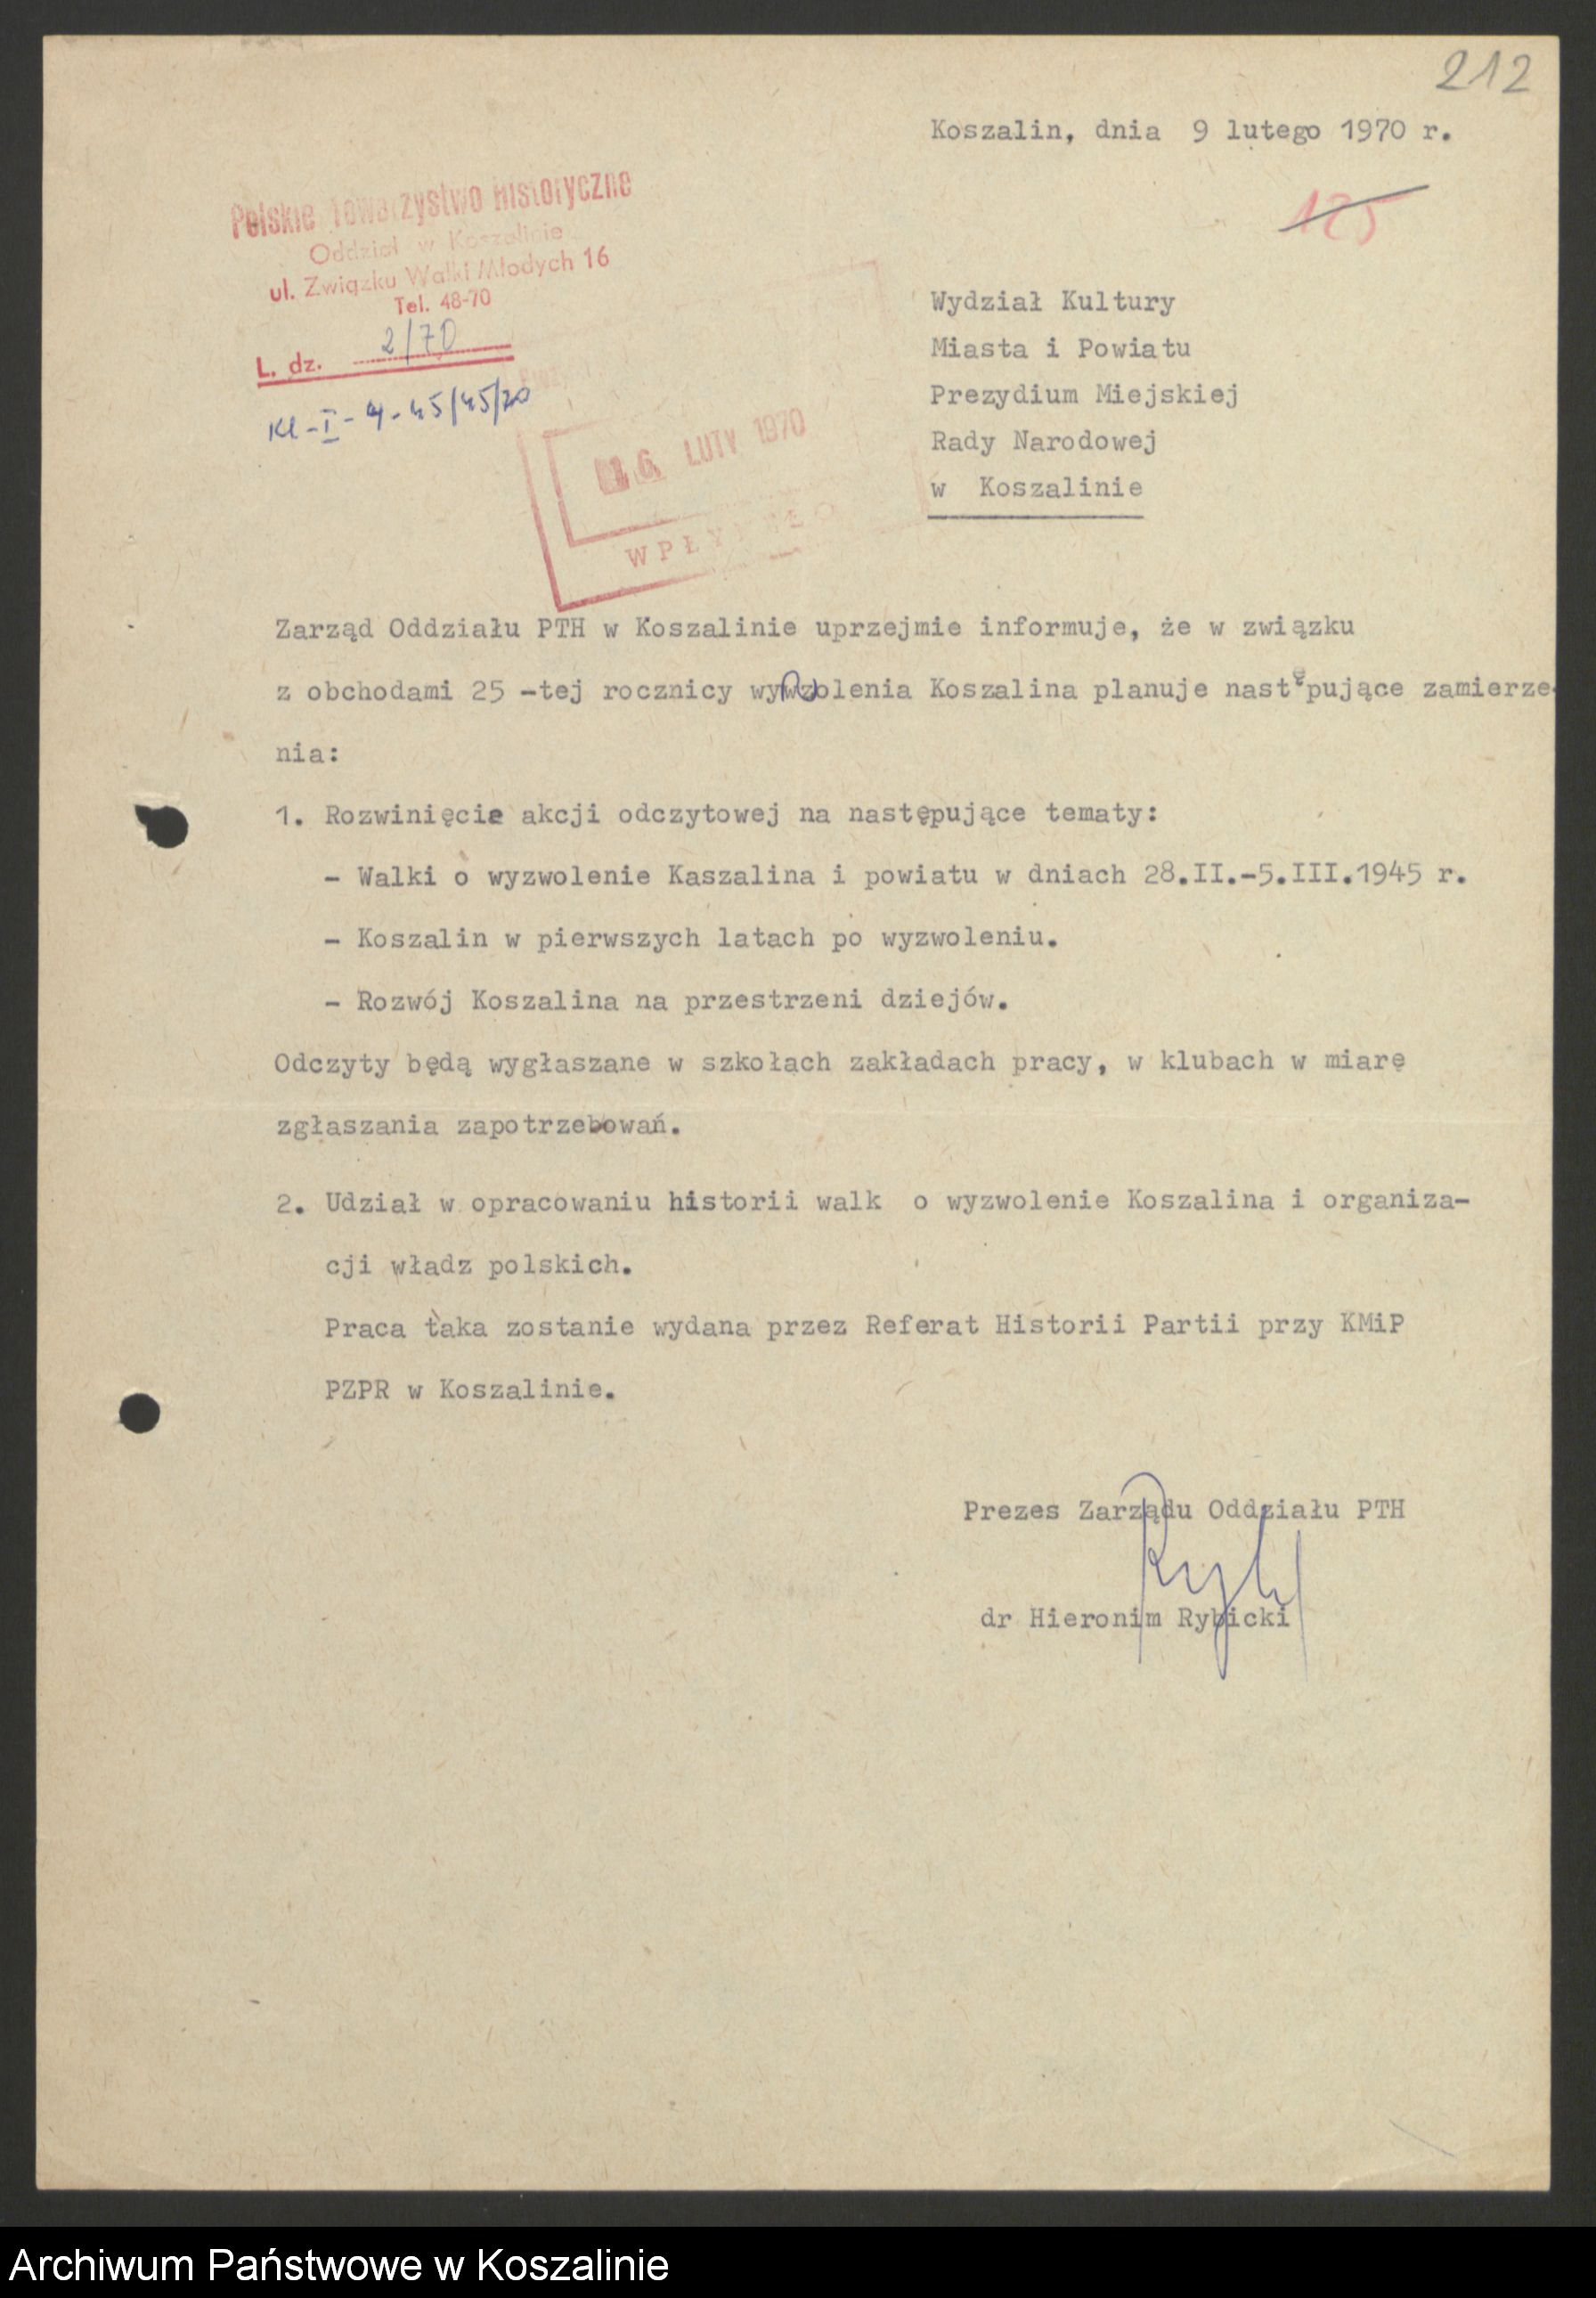 212
Koszalin, dnia 9 lutego 1970 r.
125
Polskie Towarzystwo Historyczne
Oddział w Koszalinie
ul. Związku Walki Młodych 16
Tel. 48-70
L. dz. 2/70
Kl-I-4-45/45/70
Wydział Kultury
Miasta i Powiatu
Prezydium Miejskiej
Rady Narodowej
w Koszalinie
16 LUTY 1970
WPŁYNĘŁO
Zarząd Oddziału PTH w Koszalinie uprzejmie informuje, że w związku
z obchodami 25 -tej rocznicy wywzolenia Koszalina planuje następujące zamierze-
nia:
1. Rozwinięcie akcji odczytowej na następujące tematy:
- Walki o wyzwolenie Kaszalina i powiatu w dniach 28.II.-5.III.1945 r.
- Koszalin w pierwszych latach po wyzwoleniu.
- Rozwój Koszalina na przestrzeni dziejów.
Odczyty będą wygłaszane w szkołach zakładach pracy, w klubach w miarę
zgłaszania zapotrzebowań.
2. Udział w opracowaniu historii walk o wyzwolenie Koszalina i organiza-
cji władz polskich.
Praca taka zostanie wydana przez Referat Historii Partii przy KMiP
PZPR w Koszalinie.
Prezes Zarządu Oddziału PTH
dr Hieronim Rybicki
Archiwum Państwowe w Koszalinie